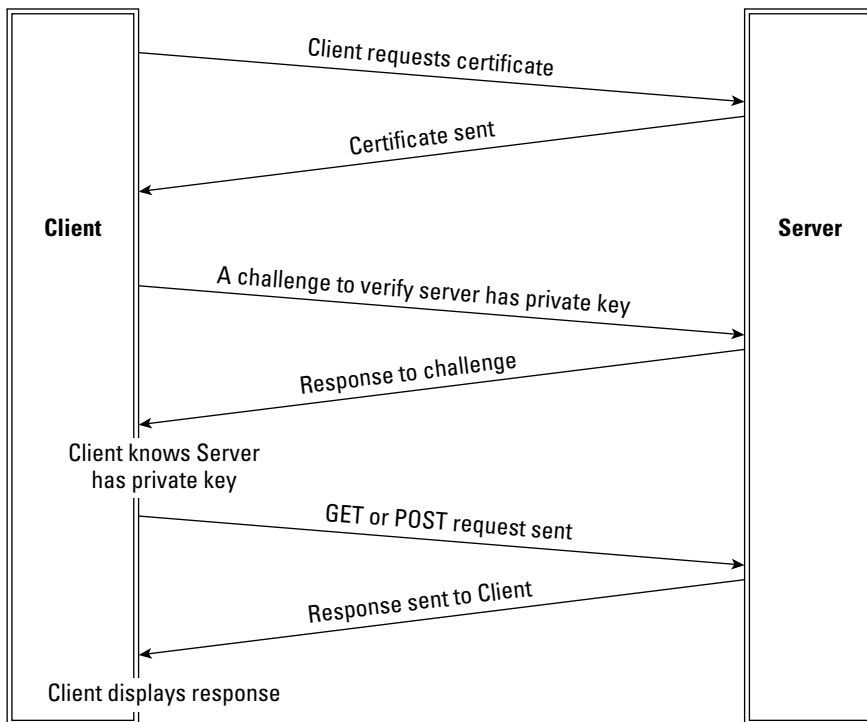 Client requests certificate
Certificate sent
Client
Server
A challenge to verify server has private key
Response to challenge
Client knows Server
has private key
GET or POST request sent
Response sent to Client
Client displays response